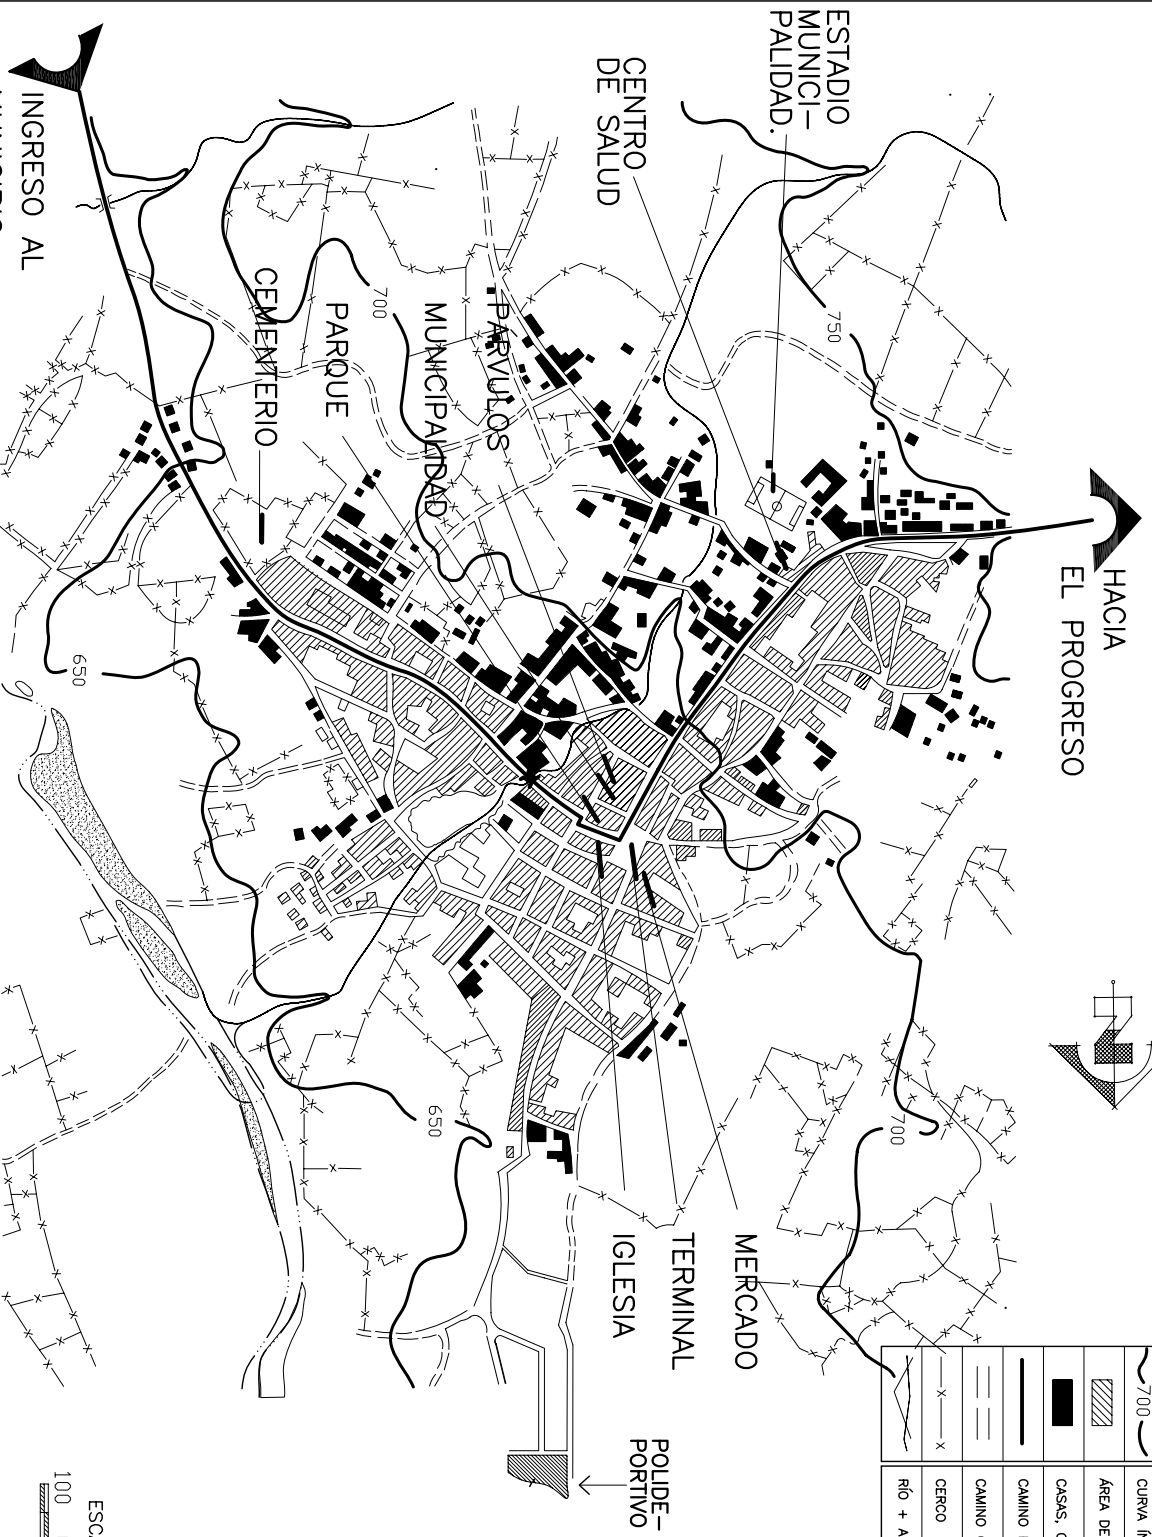 ESTADIO
MUNICI-
PALIDAD.
CENTRO
DE SALUD
INGRESO AL
CEMENTERIO
PARQUE
MUNICIPALIDAD
PARVULOS
700
750
HACIA
EL PROGRESO
650
650
700
MERCADO
TERMINAL
IGLESIA
POLIDE-
PORTIVO
700
CURVA
ÁREA DE
CASAS,
CAMINO
CAMINO
CERCO
RÍO + A
100